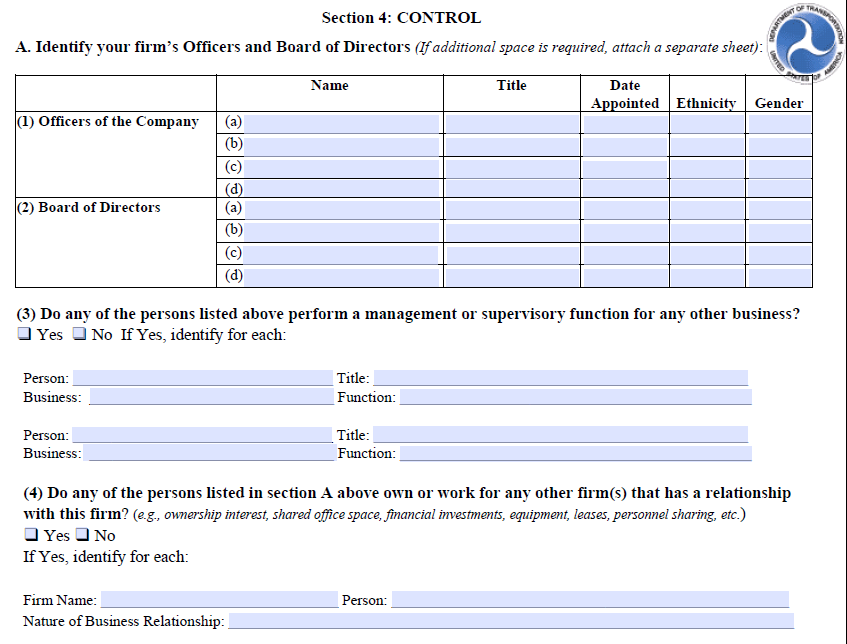 Section 4: CONTROL
DEPARTMENT OF TRANSPORTATION
UNITED STATES OF AMERICA
A. Identify your firm's Officers and Board of Directors (If additional space is required, attach a separate sheet):
Name Title Date Appointed Ethnicity Gender
(1) Officers of the Company (a)
(b)
(c)
(d)
(2) Board of Directors (a)
(b)
(c)
(d)
(3) Do any of the persons listed above perform a management or supervisory function for any other business?
Yes No If Yes, identify for each:
Person: Title:
Business: Function:
Person: Title:
Business: Function:
(4) Do any of the persons listed in section A above own or work for any other firm(s) that has a relationship
with this firm? (e.g., ownership interest, shared office space, financial investments, equipment, leases, personnel sharing, etc.)
Yes No
If Yes, identify for each:
Firm Name: Person:
Nature of Business Relationship: